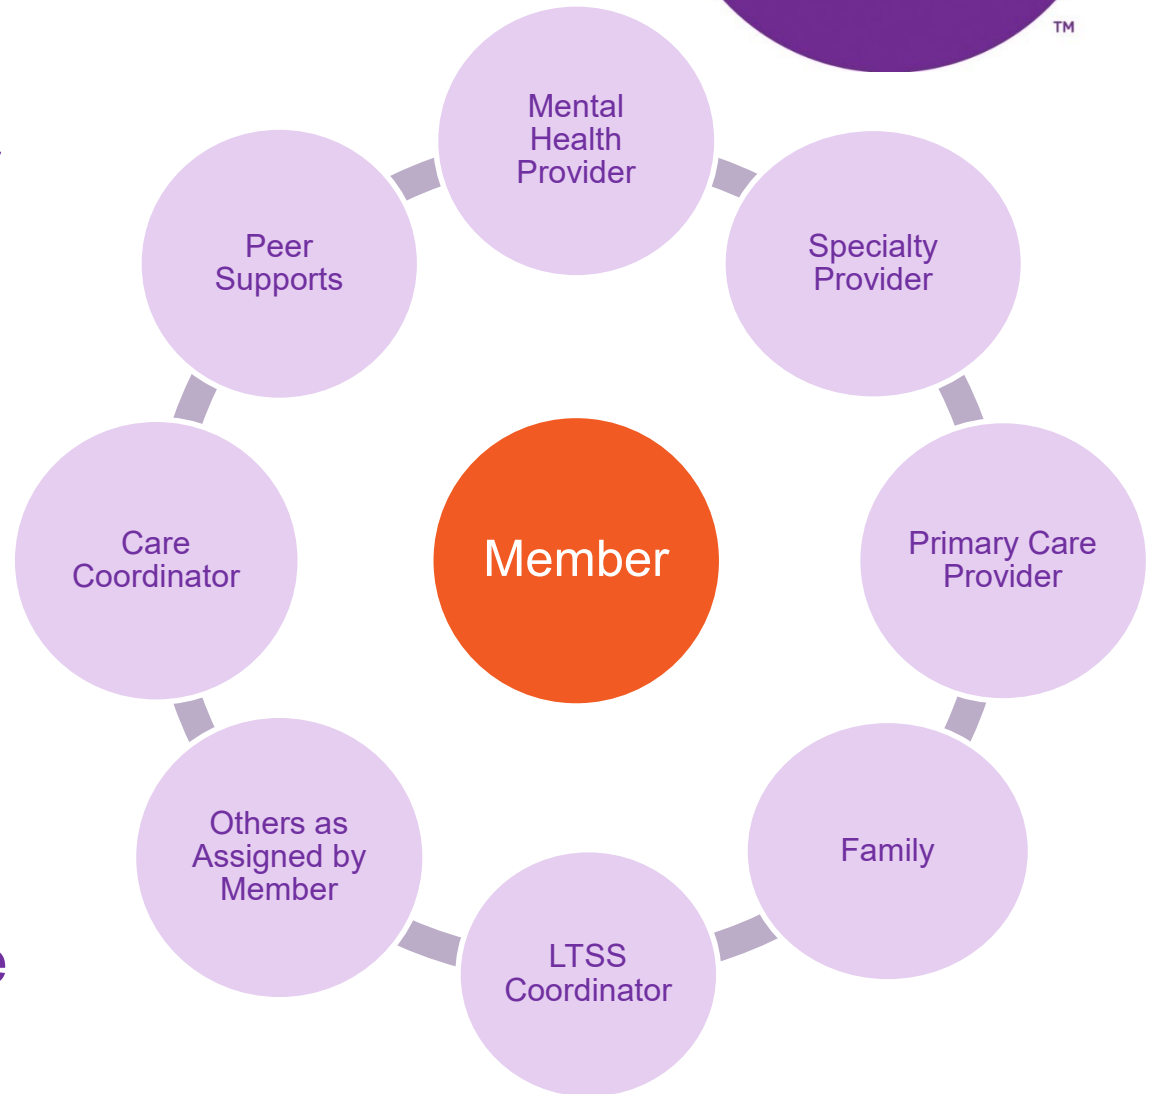 TM
Mental
Health
Provider
Specialty
Provider
Primary Care
Provider
Family
LTSS
Coordinator
Others as
Assigned by
Member
Care
Coordinator
Peer
Supports
Member
e